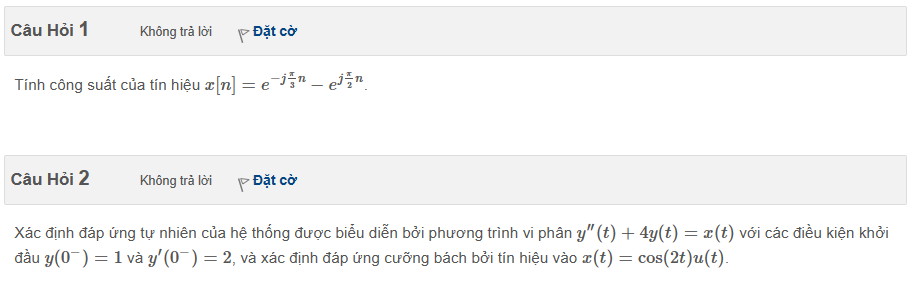 Câu Hỏi 1 Không trả lời Đặt cờ
Tính công suất của tín hiệu $x[n] = e^{-j\frac{\pi}{3}n} - e^{j\frac{\pi}{2}n}$.
Câu Hỏi 2 Không trả lời Đặt cờ
Xác định đáp ứng tự nhiên của hệ thống được biểu diễn bởi phương trình vi phân $y''(t) + 4y(t) = x(t)$ với các điều kiện khởi
đầu $y(0^-) = 1$ và $y'(0^-) = 2$, và xác định đáp ứng cưỡng bách bởi tín hiệu vào $x(t) = \cos(2t)u(t)$.